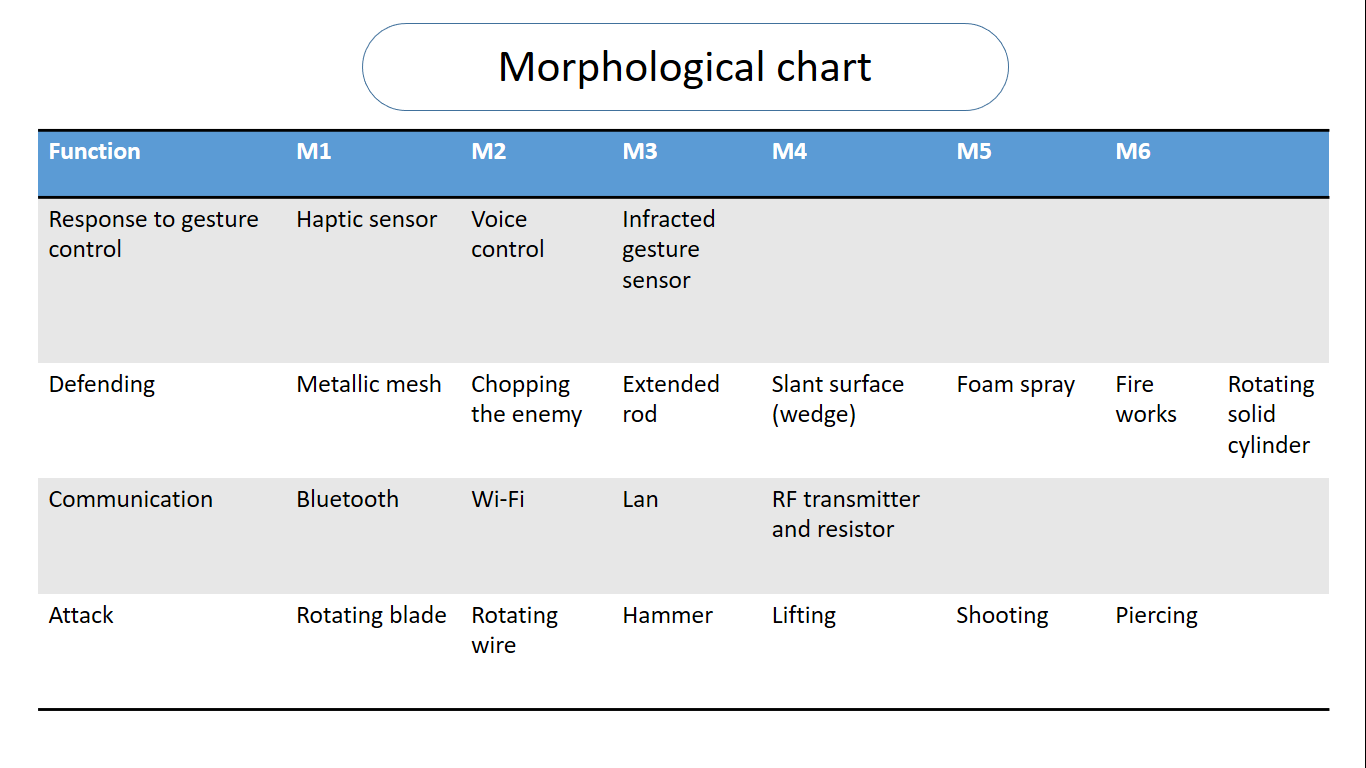 Morphological chart
Function M1 M2 M3 M4 M5 M6
Response to gesture Haptic sensor Voice Infracted
control control gesture
sensor
Defending Metallic mesh Chopping Extended Slant surface Foam spray Fire Rotating
the enemy rod (wedge) works solid
cylinder
Communication Bluetooth Wi-Fi Lan RF transmitter
and resistor
Attack Rotating blade Rotating Hammer Lifting Shooting Piercing
wire